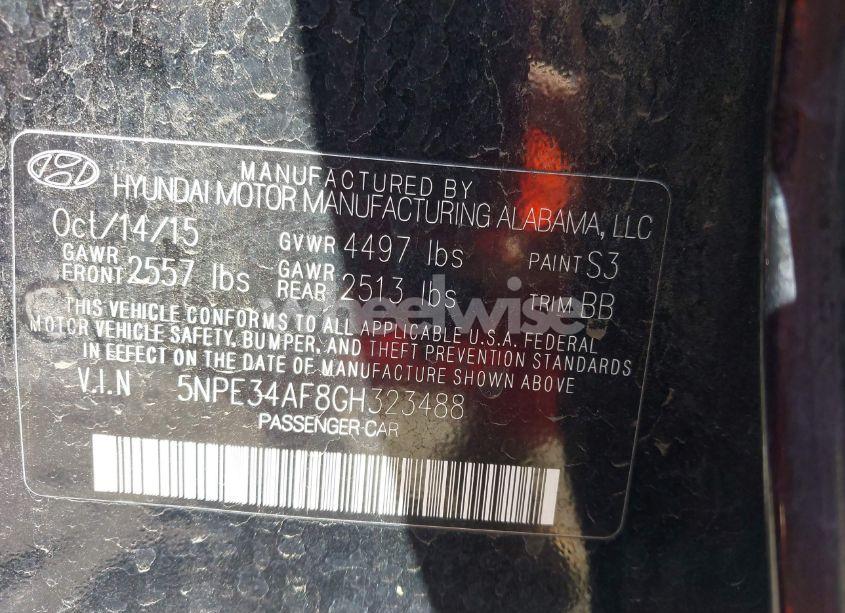 MANUFACTURED BY
HYUNDAI MOTOR MANUFACTURING ALABAMA, LLC
Oct/14/15 GVWR 4497 lbs PAINT S3
GAWR FRONT 2557 lbs GAWR REAR 2513 lbs TRIM BB
THIS VEHICLE CONFORMS TO ALL APPLICABLE U.S.A. FEDERAL
MOTOR VEHICLE SAFETY, BUMPER, AND THEFT PREVENTION STANDARDS
IN EFFECT ON THE DATE OF MANUFACTURE SHOWN ABOVE
V.I.N 5NPE34AF8GH323488
PASSENGER CAR